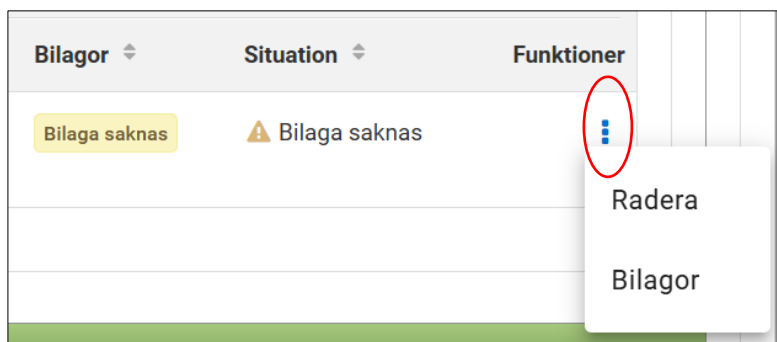 Bilagor Situation Funktioner
Bilaga saknas Bilaga saknas
Radera
Bilagor